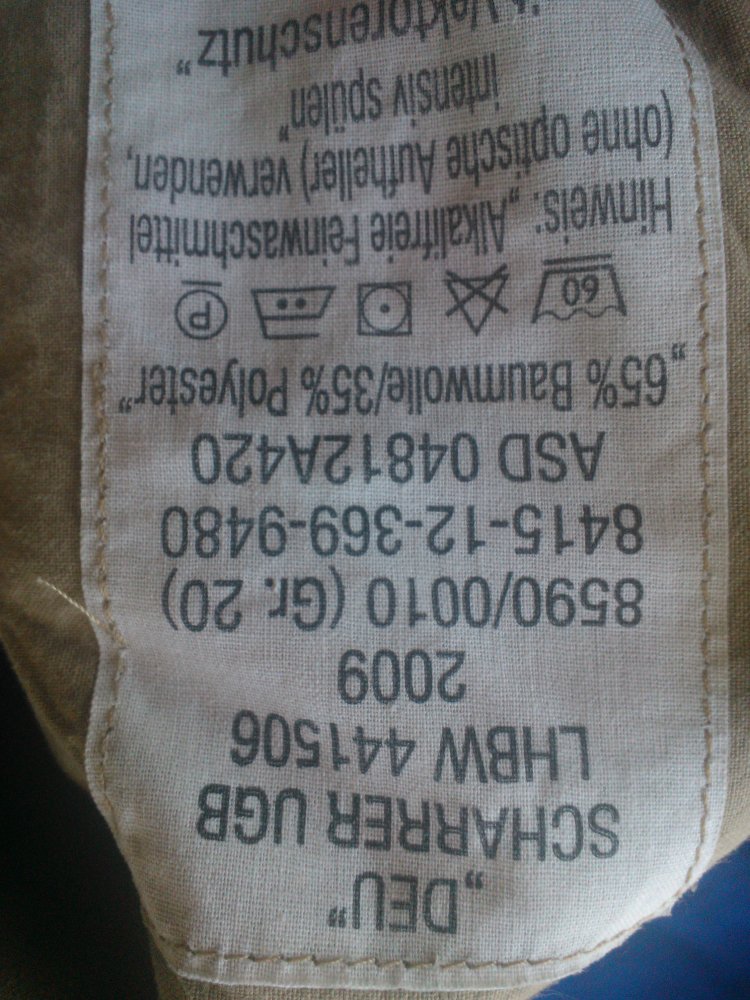 „DEU”
SCHARRER UGB
LHBW 441506
2009
8590/0010 (Gr. 20)
8415-12-369-9480
ASD 04812A420
„65% Baumwolle/35% Polyester”
60 P
Hinweis: „Alkalifreie Feinwaschmittel
(ohne optische Aufheller) verwenden,
intensiv spülen”
Vektorenschutz”